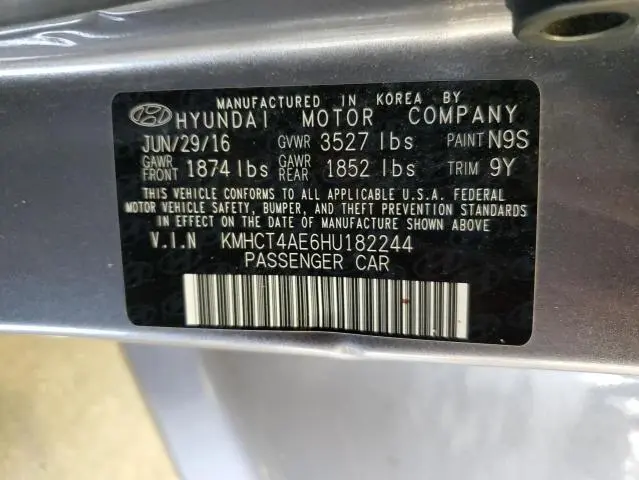 MANUFACTURED IN KOREA BY
HYUNDAI MOTOR COMPANY
JUN/29/16 GVWR 3527 lbs PAINT N9S
GAWR FRONT 1874 lbs GAWR REAR 1852 lbs TRIM 9Y
THIS VEHICLE CONFORMS TO ALL APPLICABLE U.S.A. FEDERAL
MOTOR VEHICLE SAFETY, BUMPER, AND THEFT PREVENTION STANDARDS
IN EFFECT ON THE DATE OF MANUFACTURE SHOWN ABOVE
V.I.N KMHCT4AE6HU182244
PASSENGER CAR